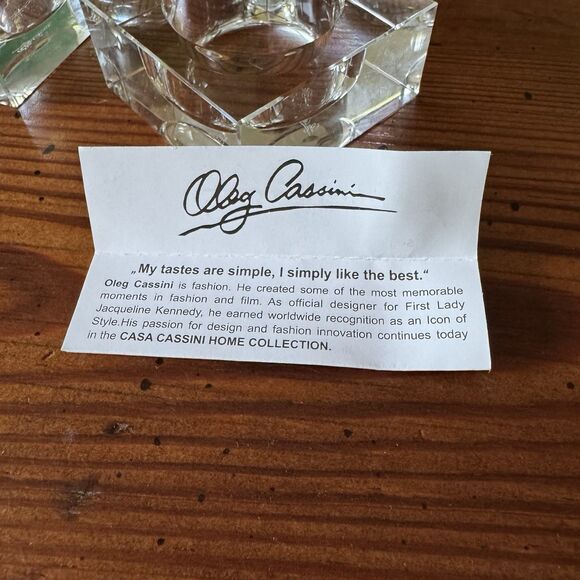 Oleg Cassini
„My tastes are simple, I simply like the best.“
Oleg Cassini is fashion. He created some of the most memorable
moments in fashion and film. As official designer for First Lady
Jacqueline Kennedy, he earned worldwide recognition as an Icon of
Style.His passion for design and fashion innovation continues today
in the CASA CASSINI HOME COLLECTION.